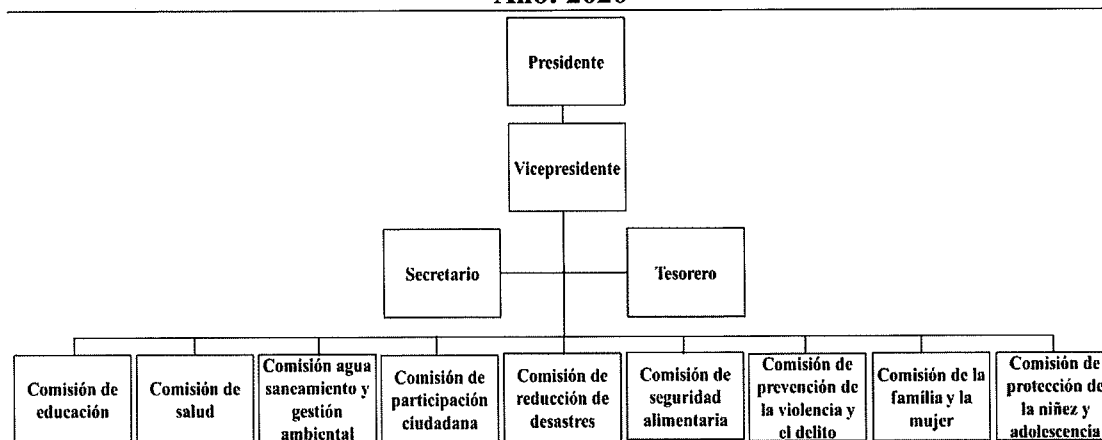 Presidente
Vicepresidente
Secretario
Tesorero
Comisión de
educación
Comisión de
salud
Comisión agua
saneamiento y
gestión
ambiental
Comisión de
participación
ciudadana
Comisión de
reducción de
desastres
Comisión de
seguridad
alimentaria
Comisión de
prevención de
la violencia y
el delito
Comisión de la
familia y la
mujer
Comisión de
protección de
la niñez y
adolescencia